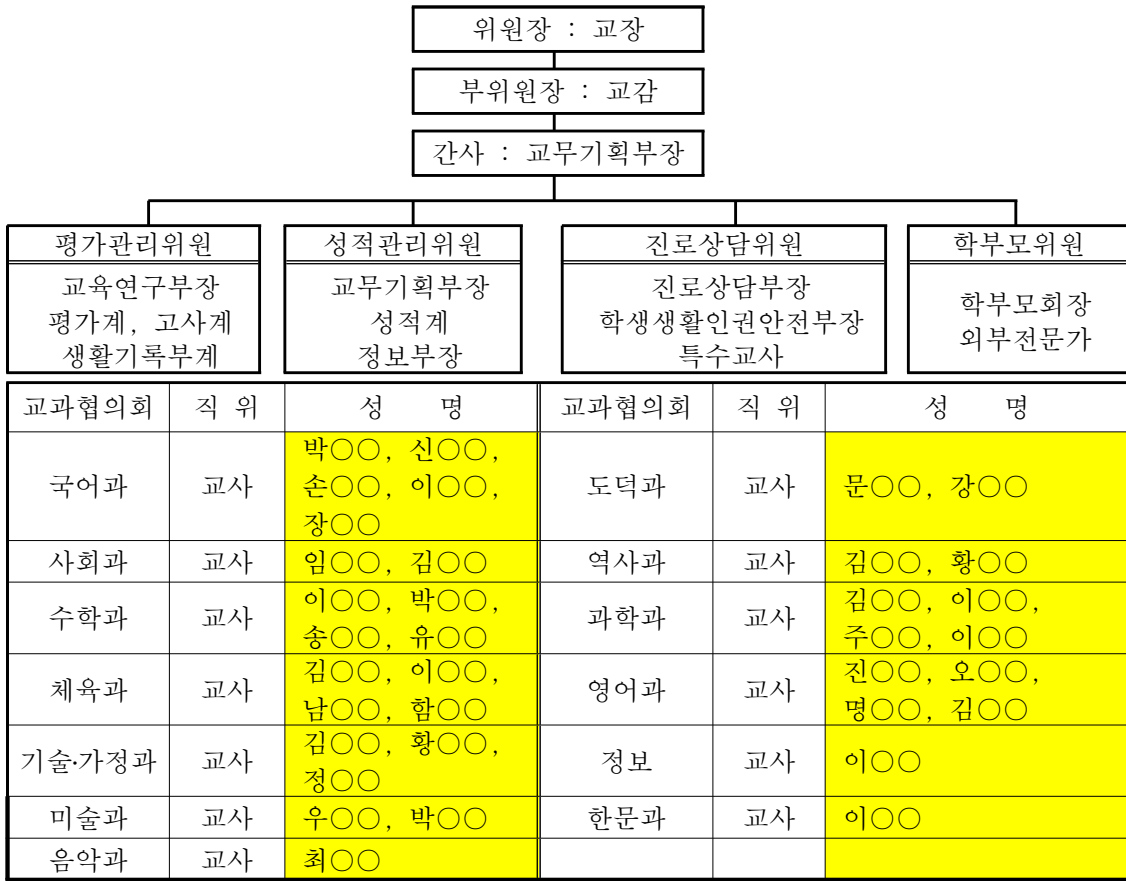 위원장 : 교장
부위원장 : 교감
간사 : 교무기획부장
평가관리위원
교육연구부장
평가계, 고사계
생활기록부계
성적관리위원
교무기획부장
성적계
정보부장
진로상담위원
진로상담부장
학생생활인권안전부장
특수교사
학부모위원
학부모회장
외부전문가
교과협의회 직 위 성 명 교과협의회 직 위 성 명
국어과 교사 박○○, 신○○,
손○○, 이○○,
장○○
도덕과 교사 문○○, 강○○
사회과 교사 임○○, 김○○ 역사과 교사 김○○, 황○○
수학과 교사 이○○, 박○○,
송○○, 유○○
과학과 교사 김○○, 이○○,
주○○, 이○○
체육과 교사 김○○, 이○○,
남○○, 함○○
영어과 교사 진○○, 오○○,
명○○, 김○○
기술·가정과 교사 김○○, 황○○,
정○○
정보 교사 이○○
미술과 교사 우○○, 박○○ 한문과 교사 이○○
음악과 교사 최○○